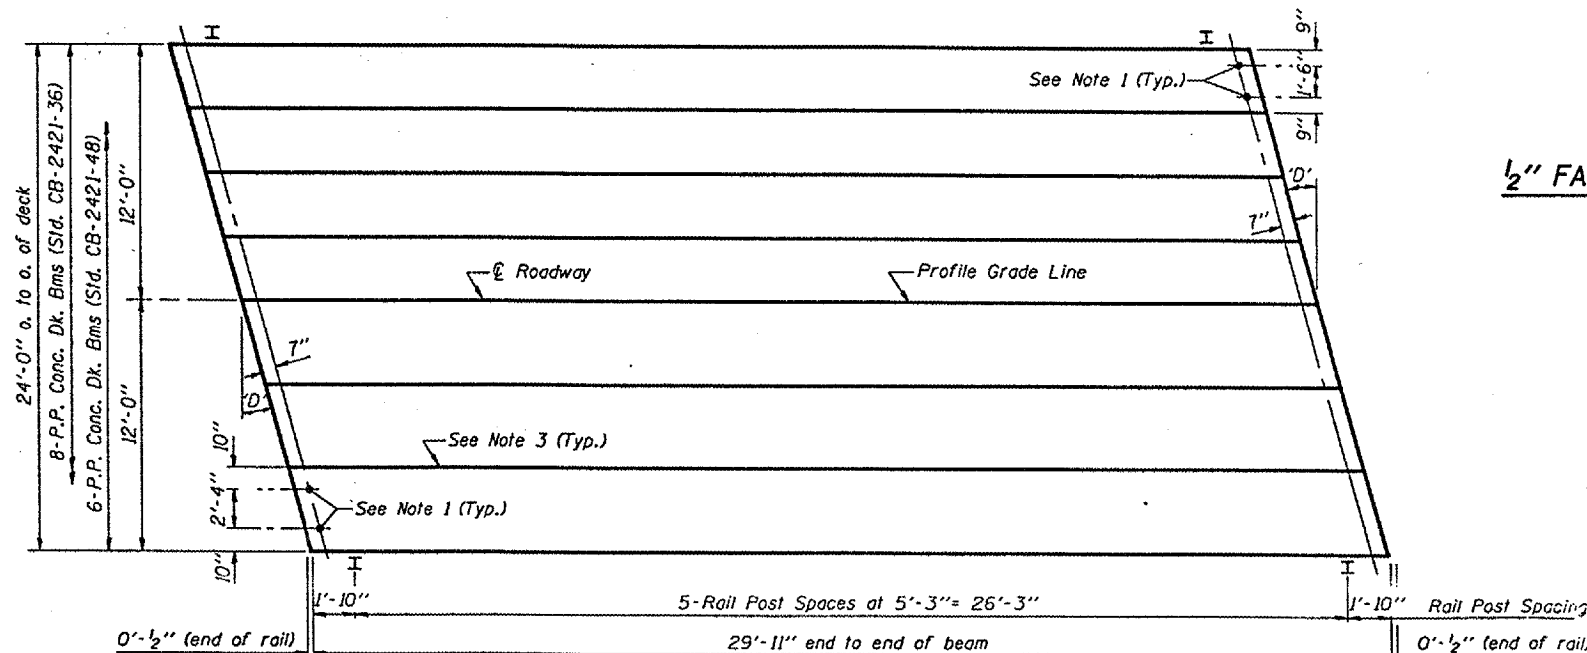 9"
See Note 1 (Typ.)
1'-6"
9"
'D'
7"
1/2" FA
24'-0" o. to o. of deck
8-P.P. Conc. Dk. Bms (Std. CB-2421-36)
6-P.P. Conc. Dk. Bms (Std. CB-2421-48)
12'-0"
12'-0"
℄ Roadway
Profile Grade Line
7"
'D'
10"
See Note 3 (Typ.)
2'-4"
See Note 1 (Typ.)
10"
1'-10"
5-Rail Post Spaces at 5'-3"= 26'-3"
1'-10"
Rail Post Spacing
0'-1/2" (end of rail)
29'-11" end to end of beam
0'-1/2" (end of rail)